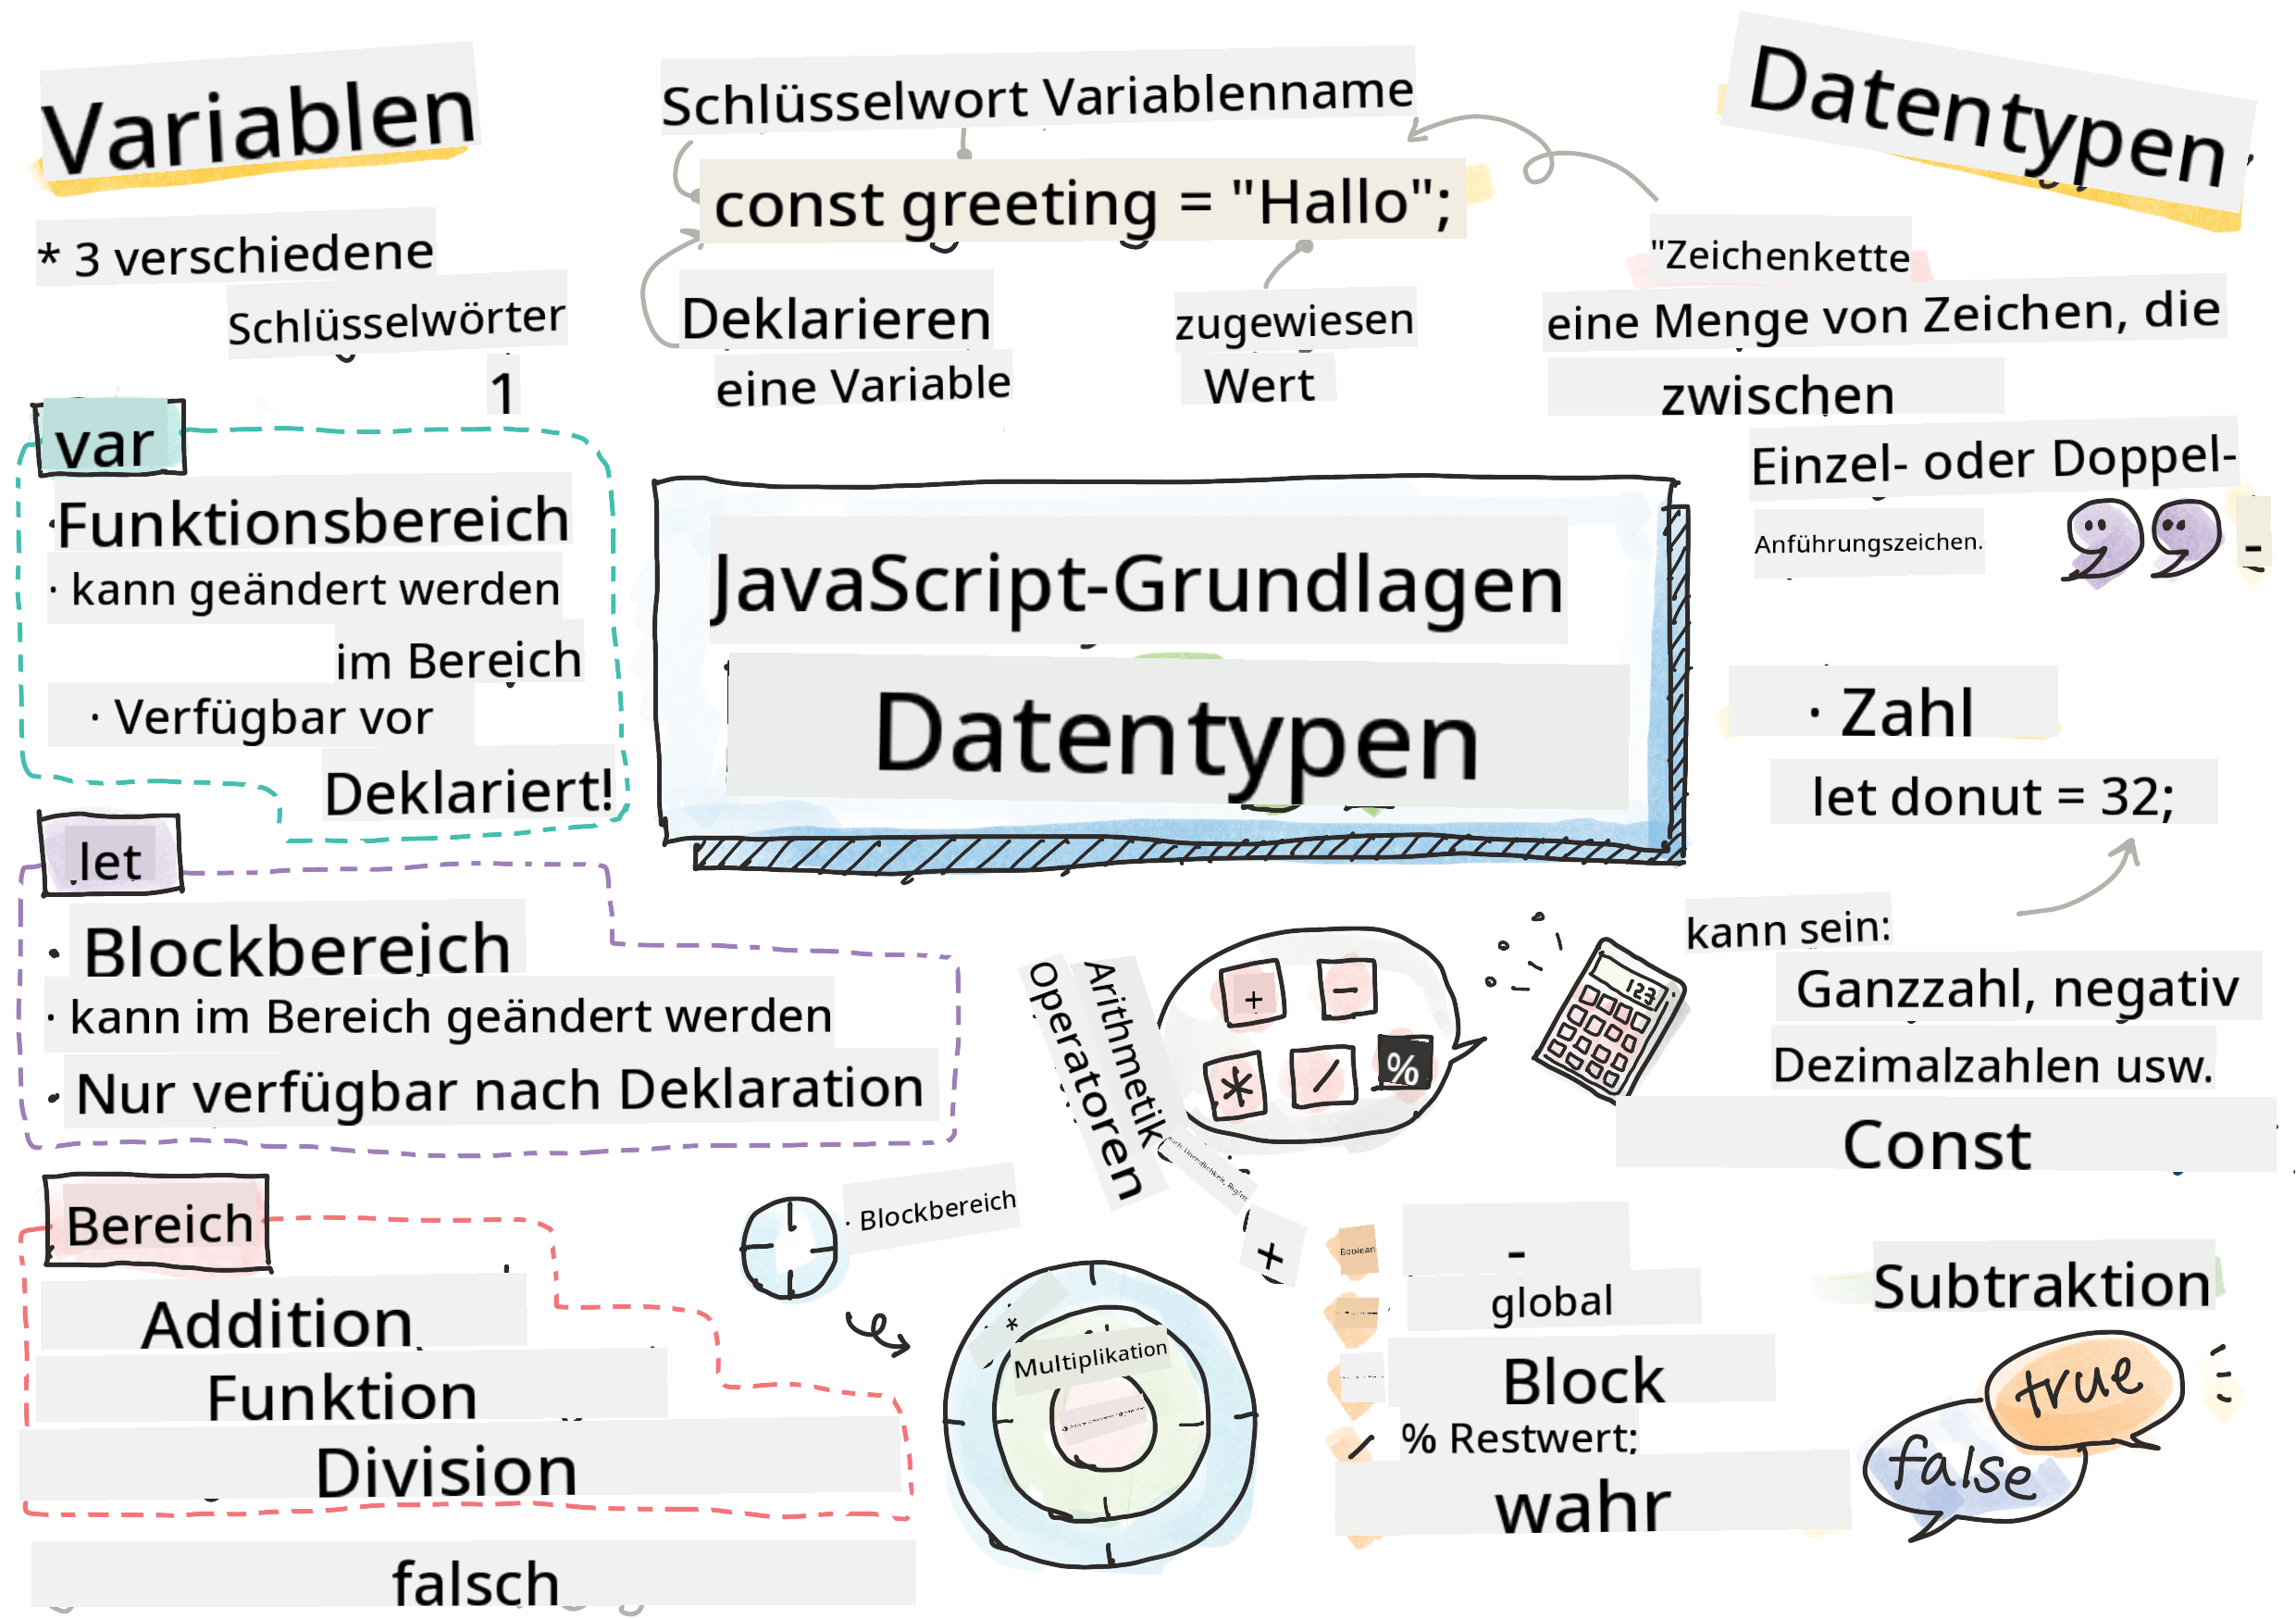 Variablen
* 3 verschiedene
Schlüsselwörter
1
var
· Funktionsbereich
· kann geändert werden
im Bereich
· Verfügbar vor
Deklariert!
let
· Blockbereich
· kann im Bereich geändert werden
· Nur verfügbar nach Deklaration
Bereich
Addition
Funktion
Division
falsch
Schlüsselwort Variablenname
const greeting = "Hallo";
Deklarieren
eine Variable
zugewiesen
Wert
JavaScript-Grundlagen
Datentypen
Arithmetik
Operatoren
+ -
* / %
123
· Blockbereich
*
Multiplikation
+
Boolean
-
global
Block
/ % Restwert;
wahr
Datentypen
"Zeichenkette
eine Menge von Zeichen, die
zwischen
Einzel- oder Doppel-
Anführungszeichen.
-
· Zahl
let donut = 32;
kann sein:
Ganzzahl, negativ
Dezimalzahlen usw.
Const
Subtraktion
true
false